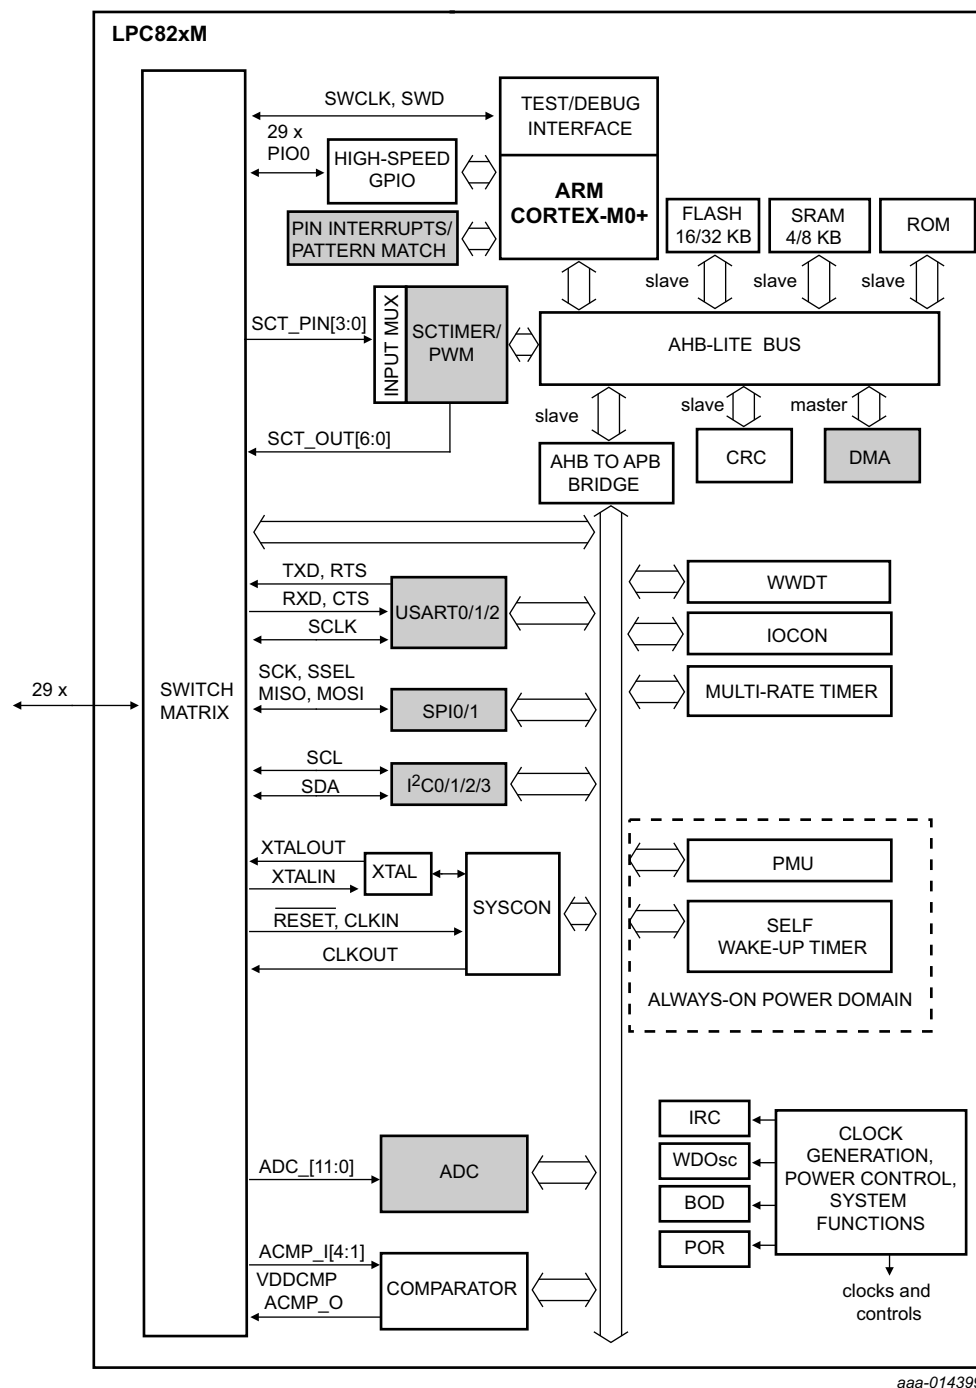 LPC82xM
SWCLK, SWD
TEST/DEBUG
INTERFACE
29 x
PIO0
HIGH-SPEED
GPIO
ARM
CORTEX-M0+
PIN INTERRUPTS/
PATTERN MATCH
FLASH
16/32 KB
SRAM
4/8 KB
ROM
slave
slave
slave
SCT_PIN[3:0]
INPUT MUX
SCTIMER/
PWM
AHB-LITE BUS
slave
slave
master
SCT_OUT[6:0]
AHB TO APB
BRIDGE
CRC
DMA
TXD, RTS
RXD, CTS
SCLK
USART0/1/2
WWDT
IOCON
SCK, SSEL
MISO, MOSI
SPI0/1
MULTI-RATE TIMER
29 x
SWITCH
MATRIX
SCL
SDA
I2C0/1/2/3
XTALOUT
XTALIN
XTAL
SYSCON
RESET, CLKIN
CLKOUT
PMU
SELF
WAKE-UP TIMER
ALWAYS-ON POWER DOMAIN
ADC_[11:0]
ADC
IRC
WDOsc
BOD
POR
CLOCK
GENERATION,
POWER CONTROL,
SYSTEM
FUNCTIONS
ACMP_I[4:1]
VDDCMP
ACMP_O
COMPARATOR
clocks and
controls
aaa-014399